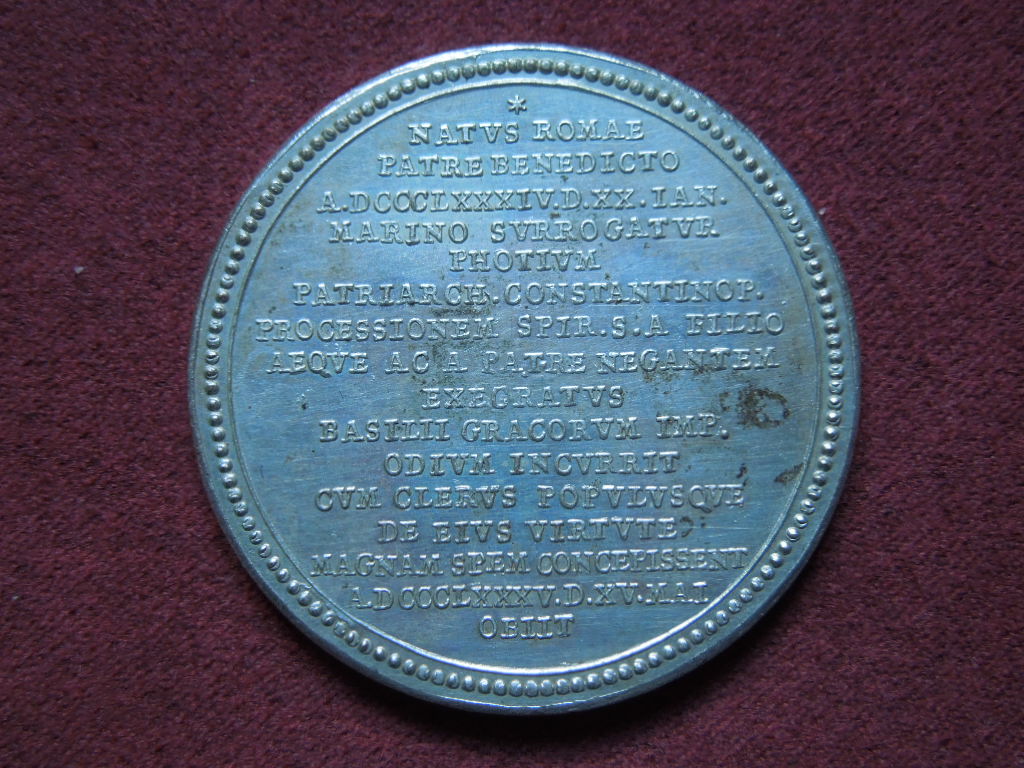 NATVS ROMAE
PATRE BENEDICTO
A.DCCCLXXXIV.D.XX.IAN.
MARINO SVRROGATVR
PHOTIVM
PATRIARCH.CONSTANTINOP.
PROCESSIONEM SPIR.S.A FILIO
AEQVE AC A PATRE NEGANTEM
EXECRATVS
BASILII GRACORVM IMP.
ODIVM INCVRRIT
CVM CLERVS POPVLVSQVE
DE EIVS VIRTVTE
MAGNAM SPEM CONCEPISSENT
A.DCCCLXXXV.D.XV.MAI
OBIIT